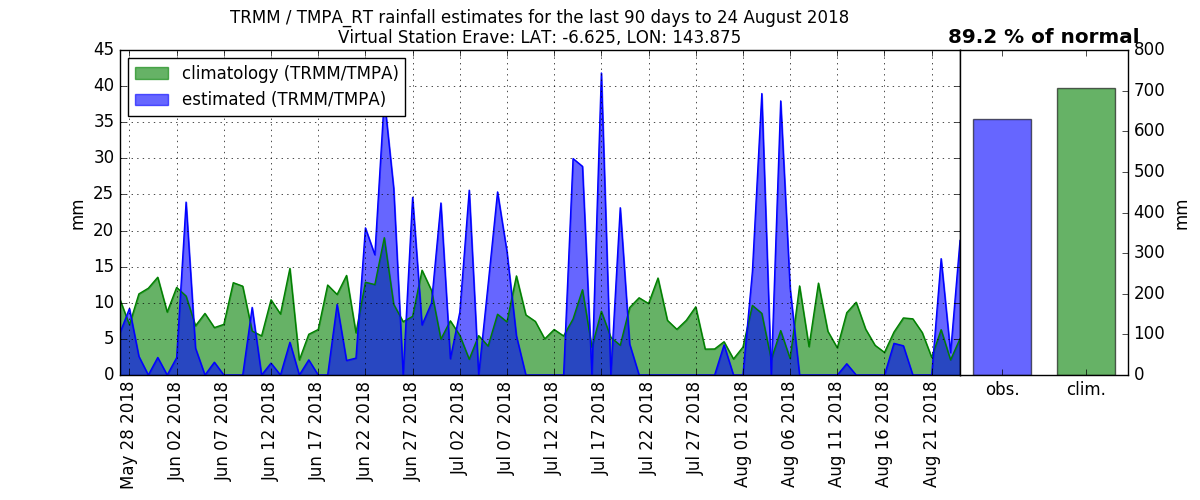 TRMM / TMPA_RT rainfall estimates for the last 90 days to 24 August 2018
Virtual Station Erave: LAT: -6.625, LON: 143.875
89.2 % of normal
climatology (TRMM/TMPA)
estimated (TRMM/TMPA)
45
40
35
30
25
20
15
10
5
0
mm
May 28 2018
Jun 02 2018
Jun 07 2018
Jun 12 2018
Jun 17 2018
Jun 22 2018
Jun 27 2018
Jul 02 2018
Jul 07 2018
Jul 12 2018
Jul 17 2018
Jul 22 2018
Jul 27 2018
Aug 01 2018
Aug 06 2018
Aug 11 2018
Aug 16 2018
Aug 21 2018
obs.
clim.
800
700
600
500
400
300
200
100
0
mm